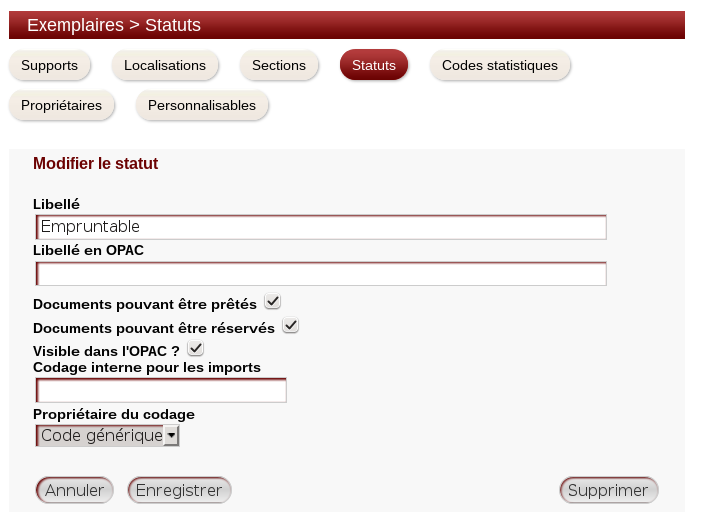 Exemplaires > Statuts
Supports Localisations Sections Statuts Codes statistiques
Propriétaires Personnalisables
Modifier le statut
Libellé
Empruntable
Libellé en OPAC
Documents pouvant être prêtés
Documents pouvant être réservés
Visible dans l'OPAC ?
Codage interne pour les imports
Propriétaire du codage
Code générique
Annuler Enregistrer Supprimer